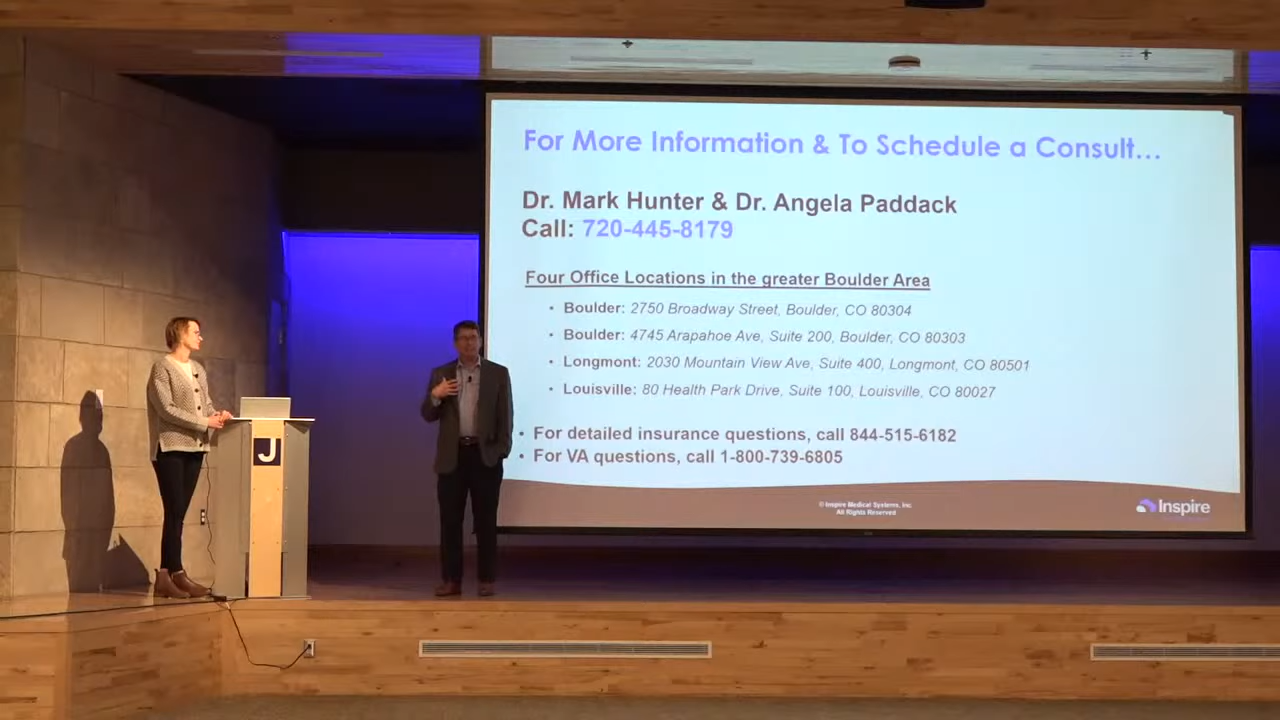 For More Information & To Schedule a Consult...
Dr. Mark Hunter & Dr. Angela Paddack
Call: 720-445-8179
Four Office Locations in the greater Boulder Area
• Boulder: 2750 Broadway Street, Boulder, CO 80304
• Boulder: 4745 Arapahoe Ave, Suite 200, Boulder, CO 80303
• Longmont: 2030 Mountain View Ave, Suite 400, Longmont, CO 80501
• Louisville: 80 Health Park Drive, Suite 100, Louisville, CO 80027
• For detailed insurance questions, call 844-515-6182
• For VA questions, call 1-800-739-6805
© Inspire Medical Systems, Inc.
All Rights Reserved
Inspire
J